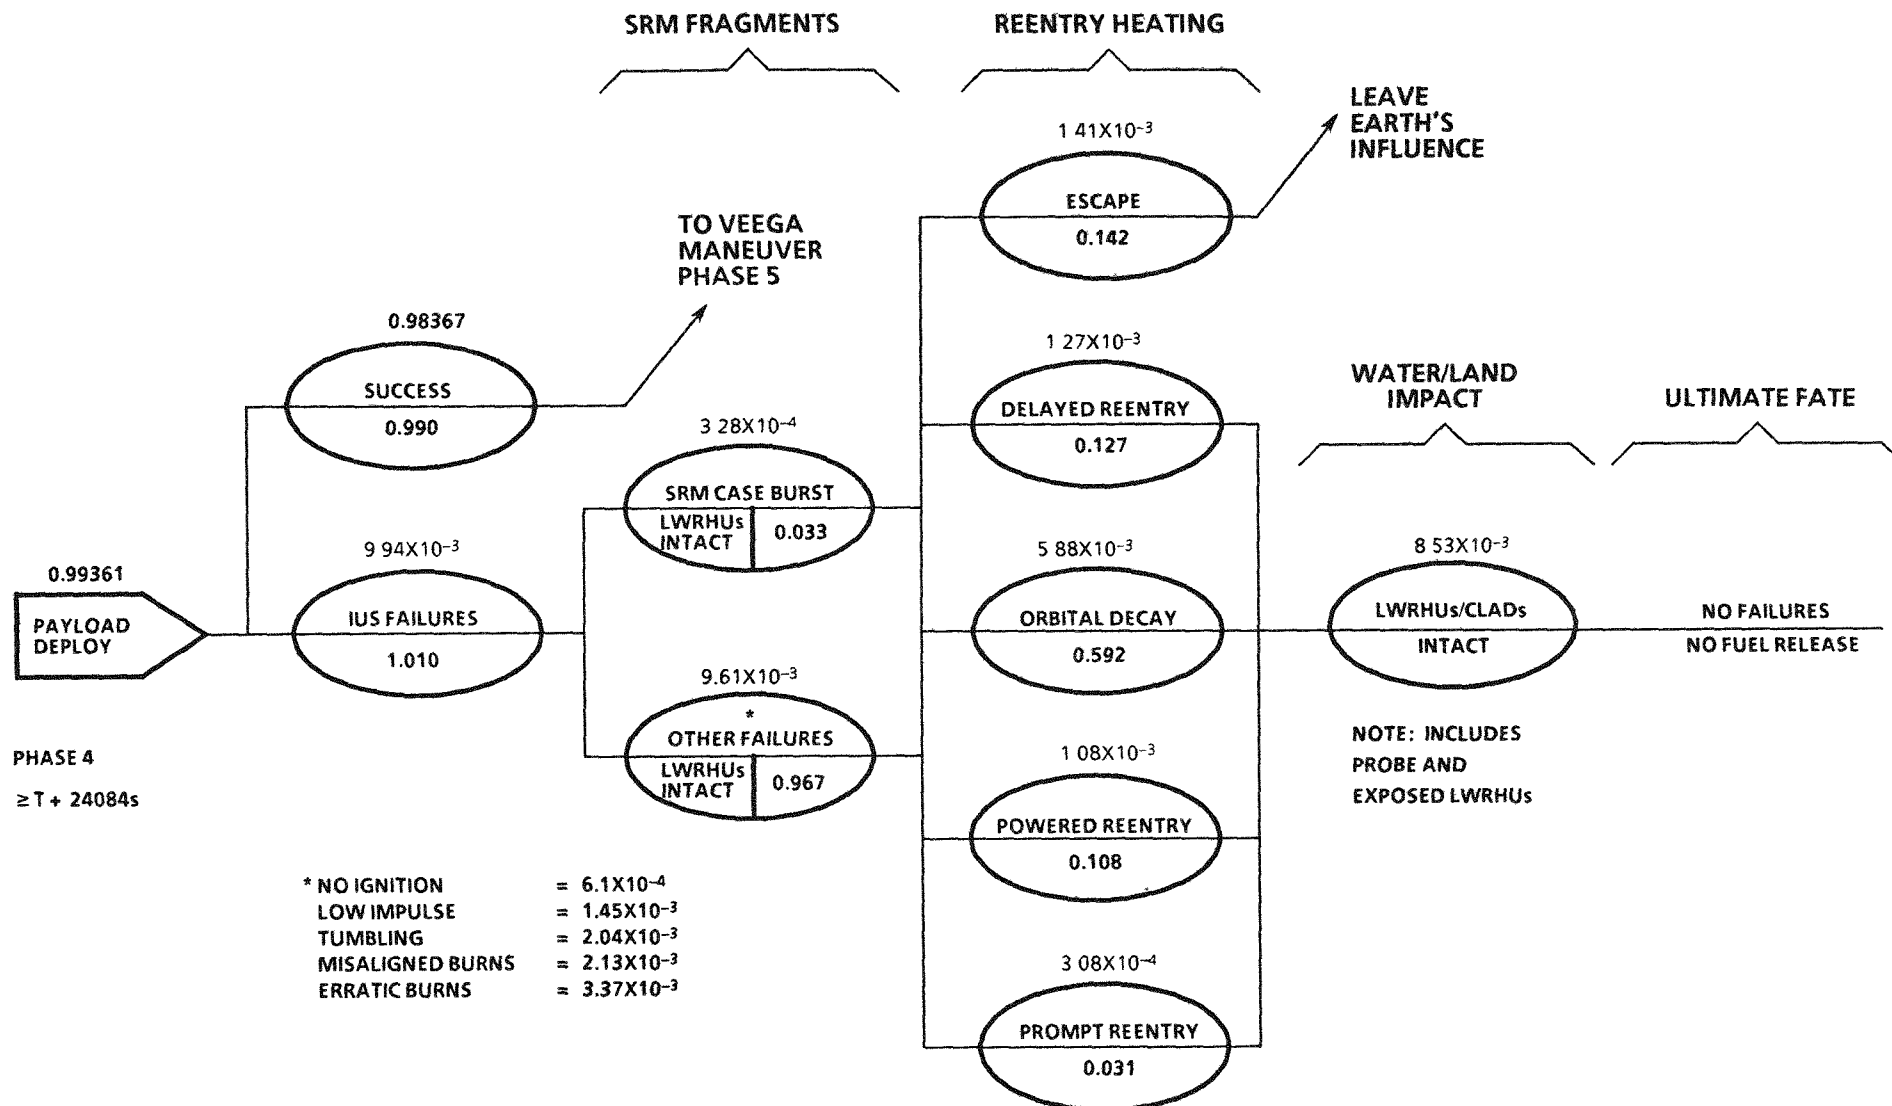 SRM FRAGMENTS
REENTRY HEATING
LEAVE
EARTH'S
INFLUENCE
1 41X10⁻³
ESCAPE
0.142
TO VEEGA
MANEUVER
PHASE 5
0.98367
SUCCESS
0.990
1 27X10⁻³
DELAYED REENTRY
0.127
WATER/LAND
IMPACT
ULTIMATE FATE
3 28X10⁻⁴
SRM CASE BURST
LWRHUs
INTACT
0.033
0.99361
PAYLOAD
DEPLOY
9 94X10⁻³
IUS FAILURES
1.010
5 88X10⁻³
ORBITAL DECAY
0.592
8 53X10⁻³
LWRHUs/CLADs
INTACT
NO FAILURES
NO FUEL RELEASE
9.61X10⁻³
*
OTHER FAILURES
LWRHUs
INTACT
0.967
PHASE 4
≥ T + 24084s
1 08X10⁻³
POWERED REENTRY
0.108
NOTE: INCLUDES
PROBE AND
EXPOSED LWRHUs
* NO IGNITION = 6.1X10⁻⁴
LOW IMPULSE = 1.45X10⁻³
TUMBLING = 2.04X10⁻³
MISALIGNED BURNS = 2.13X10⁻³
ERRATIC BURNS = 3.37X10⁻³
3 08X10⁻⁴
PROMPT REENTRY
0.031